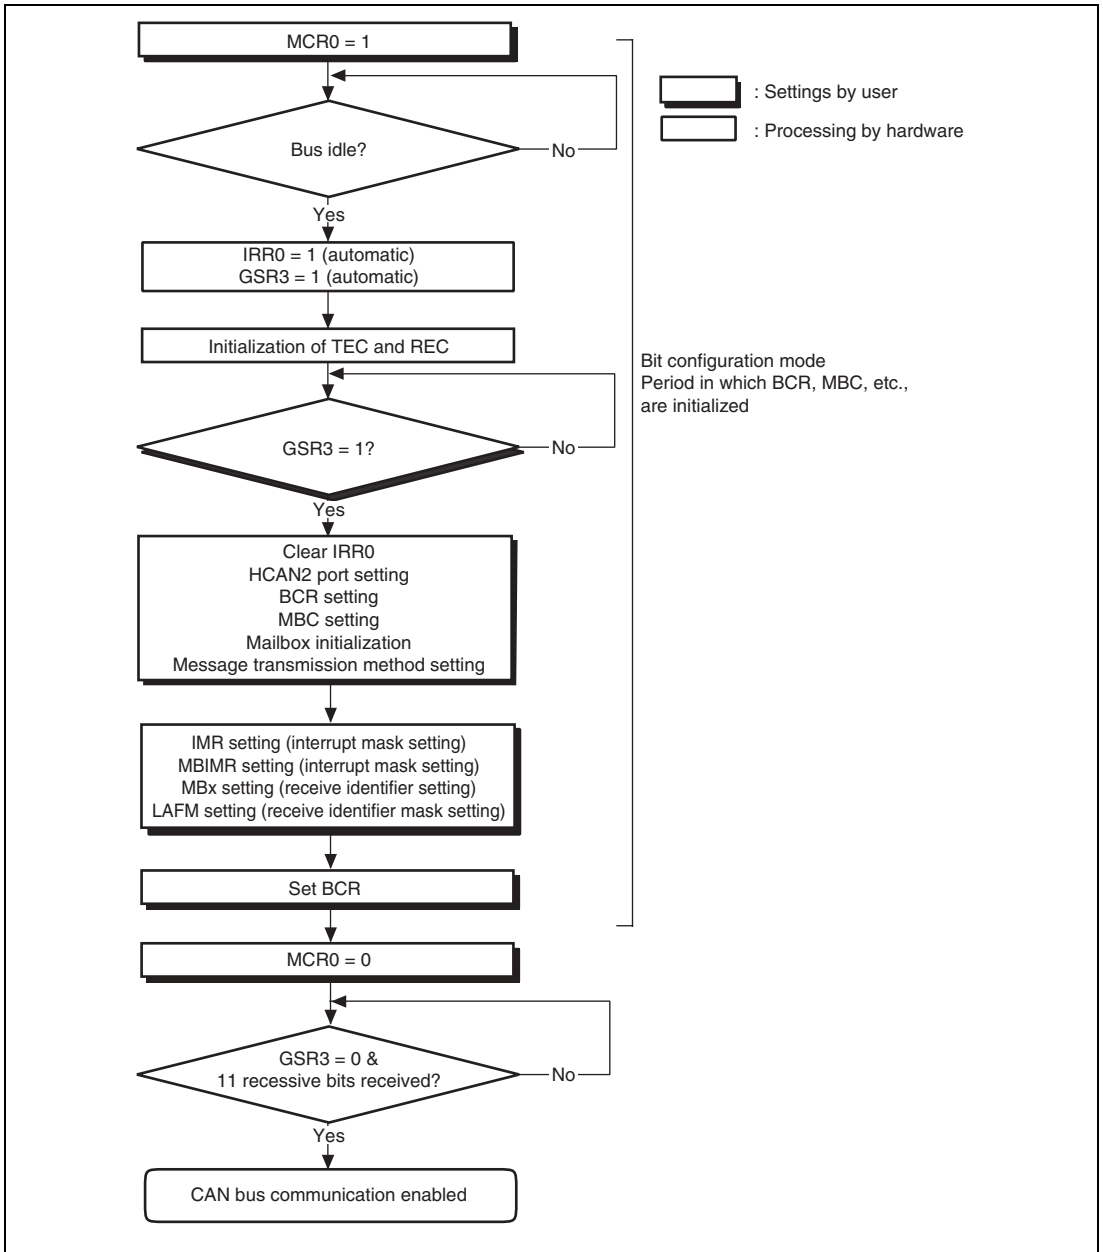 MCR0 = 1
: Settings by user
: Processing by hardware
Bus idle?
No
Yes
IRR0 = 1 (automatic)
GSR3 = 1 (automatic)
Initialization of TEC and REC
Bit configuration mode
Period in which BCR, MBC, etc.,
are initialized
GSR3 = 1?
No
Yes
Clear IRR0
HCAN2 port setting
BCR setting
MBC setting
Mailbox initialization
Message transmission method setting
IMR setting (interrupt mask setting)
MBIMR setting (interrupt mask setting)
MBx setting (receive identifier setting)
LAFM setting (receive identifier mask setting)
Set BCR
MCR0 = 0
GSR3 = 0 &
11 recessive bits received?
No
Yes
CAN bus communication enabled